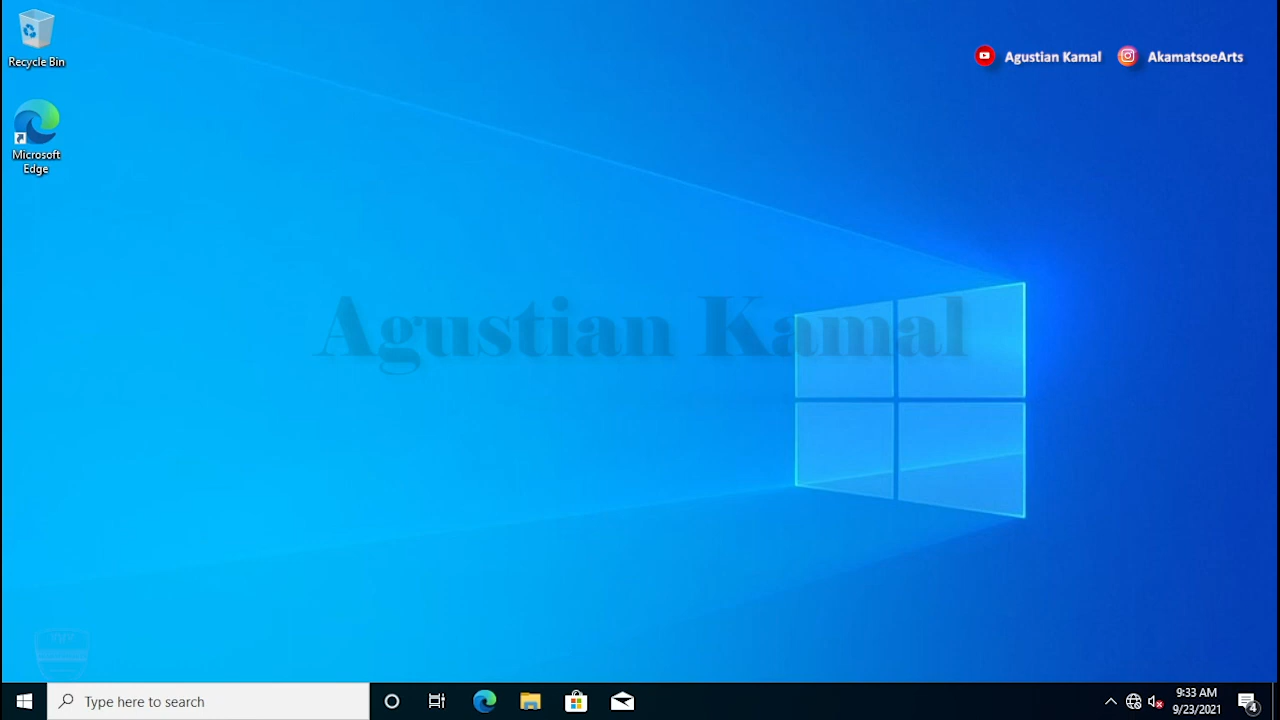 Recycle Bin
Agustian Kamal
AkamatsoeArts
Microsoft
Edge
Agustian Kamal
Type here to search
9:33 AM
9/23/2021
4